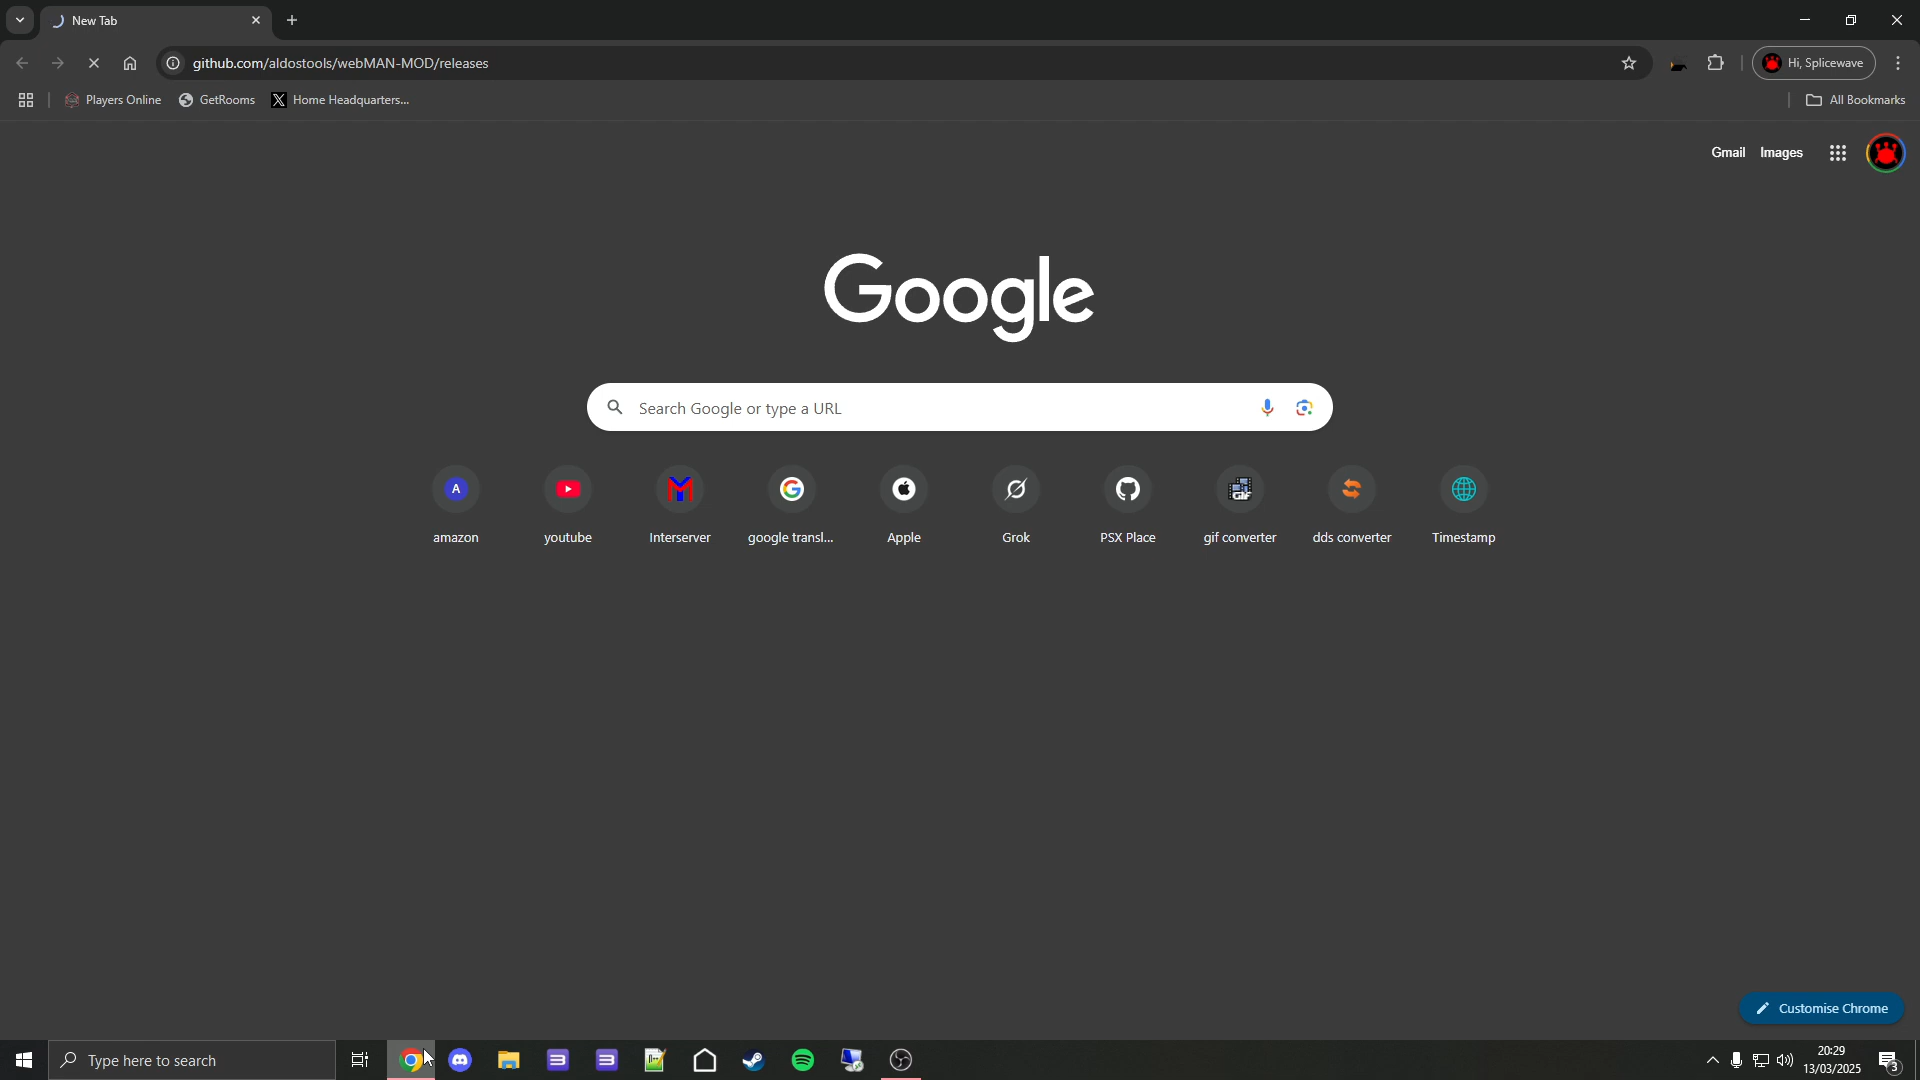 New Tab
github.com/aldostools/webMAN-MOD/releases
Hi, Splicewave
Players Online
GetRooms
Home Headquarters...
All Bookmarks
Gmail
Images
Google
Search Google or type a URL
A
amazon
youtube
Interserver
google transl...
Apple
Grok
PSX Place
GIF
gif converter
dds converter
Timestamp
Customise Chrome
Type here to search
20:29
13/03/2025
3